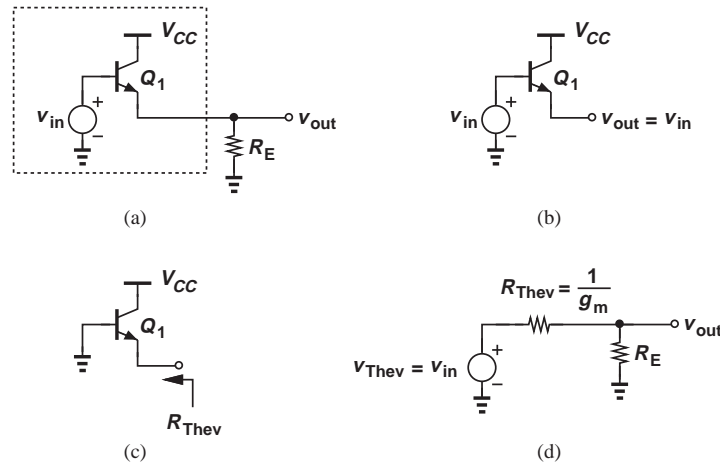 V_CC
Q_1
v_in
+
−
v_out
R_E
(a)
V_CC
Q_1
v_in
+
−
v_out = v_in
(b)
V_CC
Q_1
R_Thev
(c)
R_Thev = 1/g_m
v_Thev = v_in
+
−
v_out
R_E
(d)